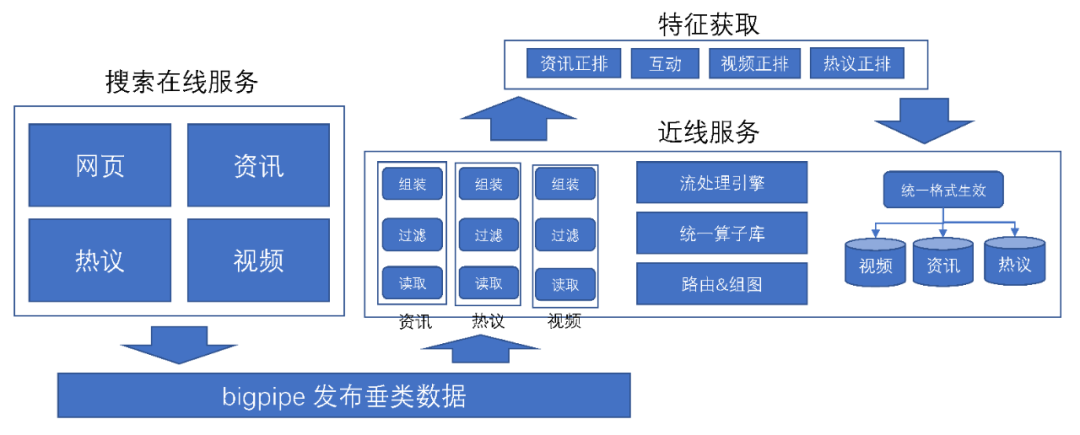 特征获取
资讯正排 互动 视频正排 热议正排
搜索在线服务
网页 资讯
热议 视频
近线服务
组装 组装 组装
过滤 过滤 过滤
读取 读取 读取
资讯 热议 视频
流处理引擎
统一算子库
路由&组图
统一格式生效
视频 资讯 热议
bigpipe 发布垂类数据